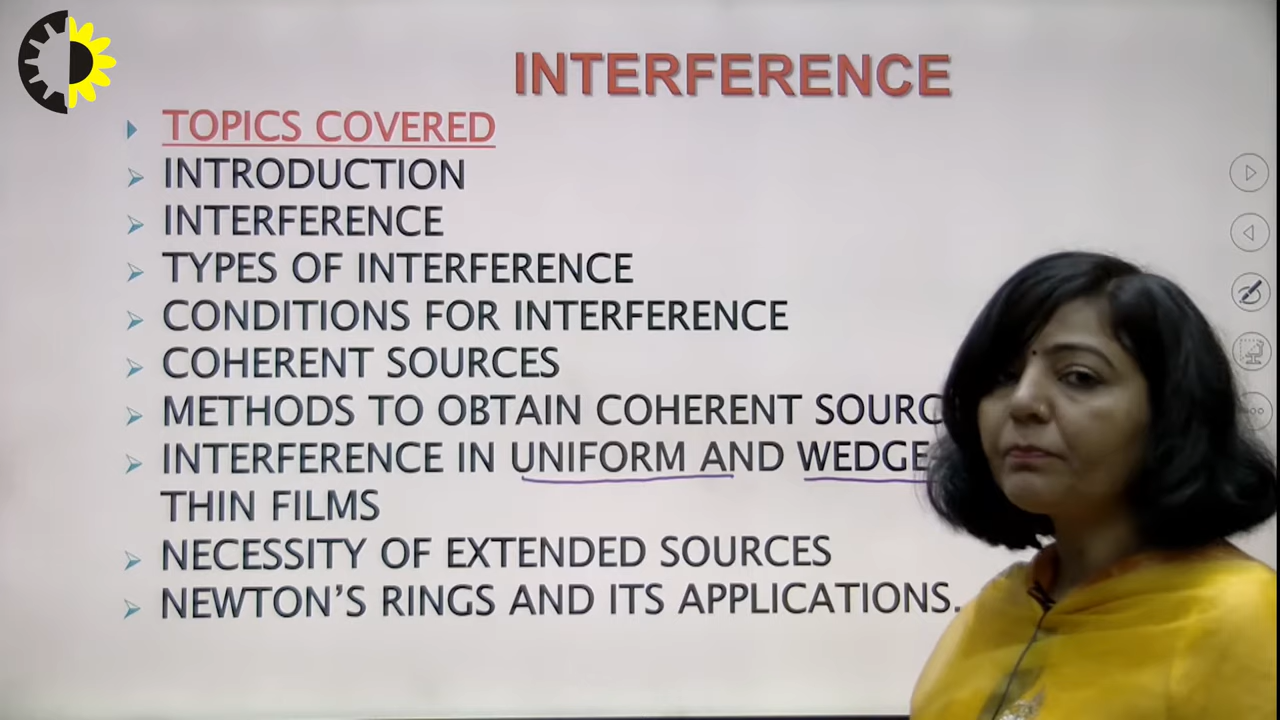 INTERFERENCE
TOPICS COVERED
INTRODUCTION
INTERFERENCE
TYPES OF INTERFERENCE
CONDITIONS FOR INTERFERENCE
COHERENT SOURCES
METHODS TO OBTAIN COHERENT SOURC
INTERFERENCE IN UNIFORM AND WEDGE
THIN FILMS
NECESSITY OF EXTENDED SOURCES
NEWTON'S RINGS AND ITS APPLICATIONS.